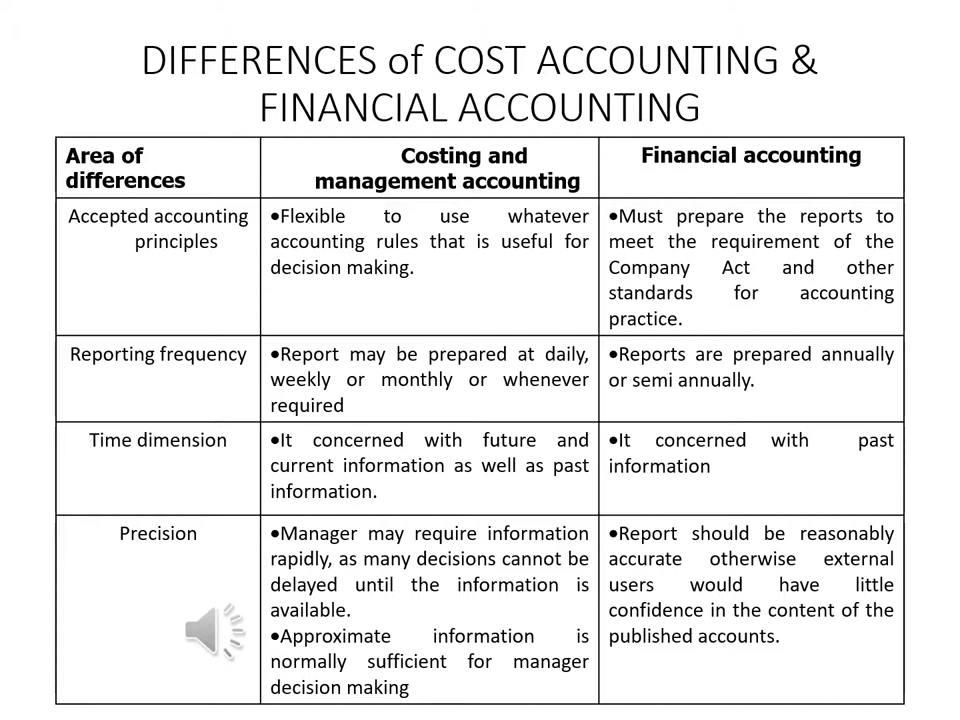 DIFFERENCES of COST ACCOUNTING &
FINANCIAL ACCOUNTING
Area of
differences
Costing and
management accounting
Financial accounting
Accepted accounting
principles
•Flexible to use whatever
accounting rules that is useful for
decision making.
•Must prepare the reports to
meet the requirement of the
Company Act and other
standards for accounting
practice.
Reporting frequency
•Report may be prepared at daily,
weekly or monthly or whenever
required
•Reports are prepared annually
or semi annually.
Time dimension
•It concerned with future and
current information as well as past
information.
•It concerned with past
information
Precision
•Manager may require information
rapidly, as many decisions cannot be
delayed until the information is
available.
•Approximate information is
normally sufficient for manager
decision making
•Report should be reasonably
accurate otherwise external
users would have little
confidence in the content of the
published accounts.